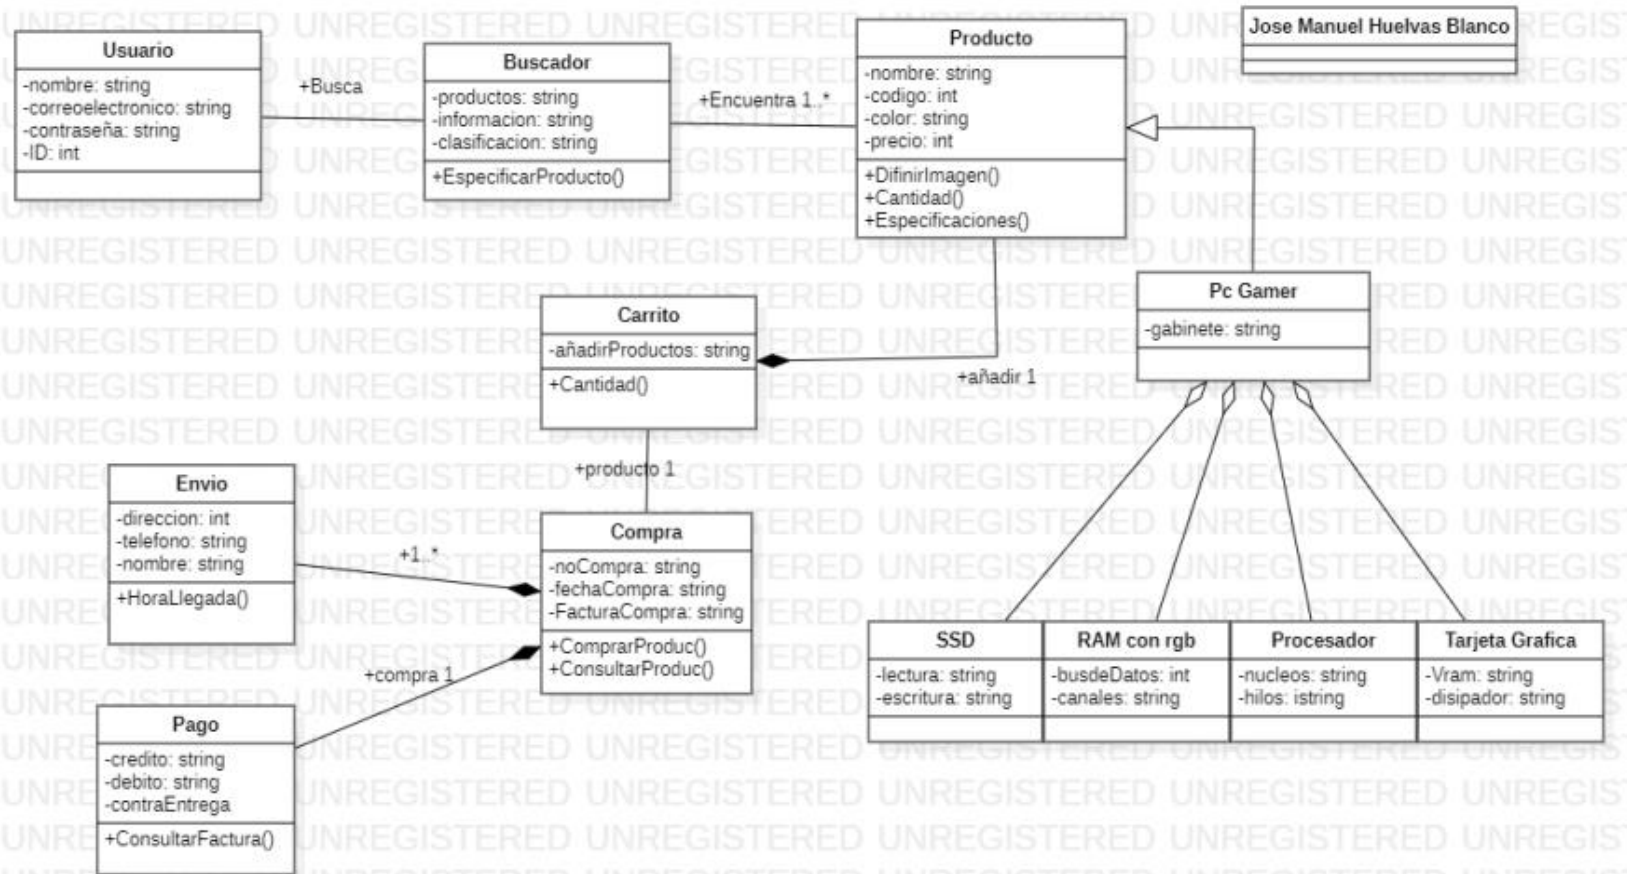 Usuario
-nombre: string
-correoelectronico: string
-contraseña: string
-ID: int
+Busca
Buscador
-productos: string
-informacion: string
-clasificacion: string
+EspecificarProducto()
+Encuentra 1..*
Producto
-nombre: string
-codigo: int
-color: string
-precio: int
+DifinirImagen()
+Cantidad()
+Especificaciones()
Jose Manuel Huelvas Blanco
Pc Gamer
-gabinete: string
Carrito
-añadirProductos: string
+Cantidad()
+añadir 1
+producto 1
Envio
-direccion: int
-telefono: string
-nombre: string
+HoraLlegada()
+1..*
Compra
-noCompra: string
-fechaCompra: string
-FacturaCompra: string
+ComprarProduc()
+ConsultarProduc()
+compra 1
Pago
-credito: string
-debito: string
-contraEntrega
+ConsultarFactura()
SSD
-lectura: string
-escritura: string
RAM con rgb
-busdeDatos: int
-canales: string
Procesador
-nucleos: string
-hilos: istring
Tarjeta Grafica
-Vram: string
-disipador: string
UNREGISTERED